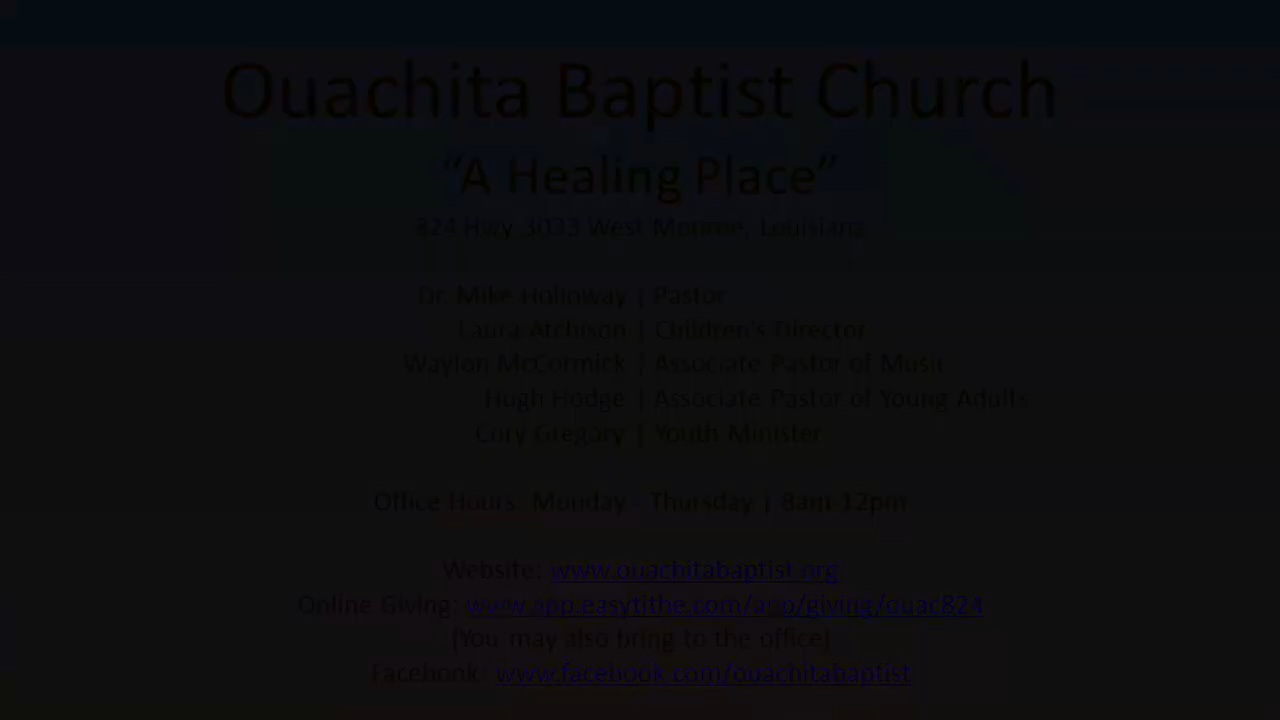 Ouachita Baptist Church
“A Healing Place”
824 Hwy 3033 West Monroe, Louisiana
Dr. Mike Holloway | Pastor
Laura Atchison | Children's Director
Waylon McCormick | Associate Pastor of Music
Hugh Hodge | Associate Pastor of Young Adults
Cory Gregory | Youth Minister
Office Hours: Monday - Thursday | 8am-12pm
Website: www.ouachitabaptist.org
Online Giving: www.app.easytithe.com/app/giving/ouac824
(You may also bring to the office)
Facebook: www.facebook.com/ouachitabaptist